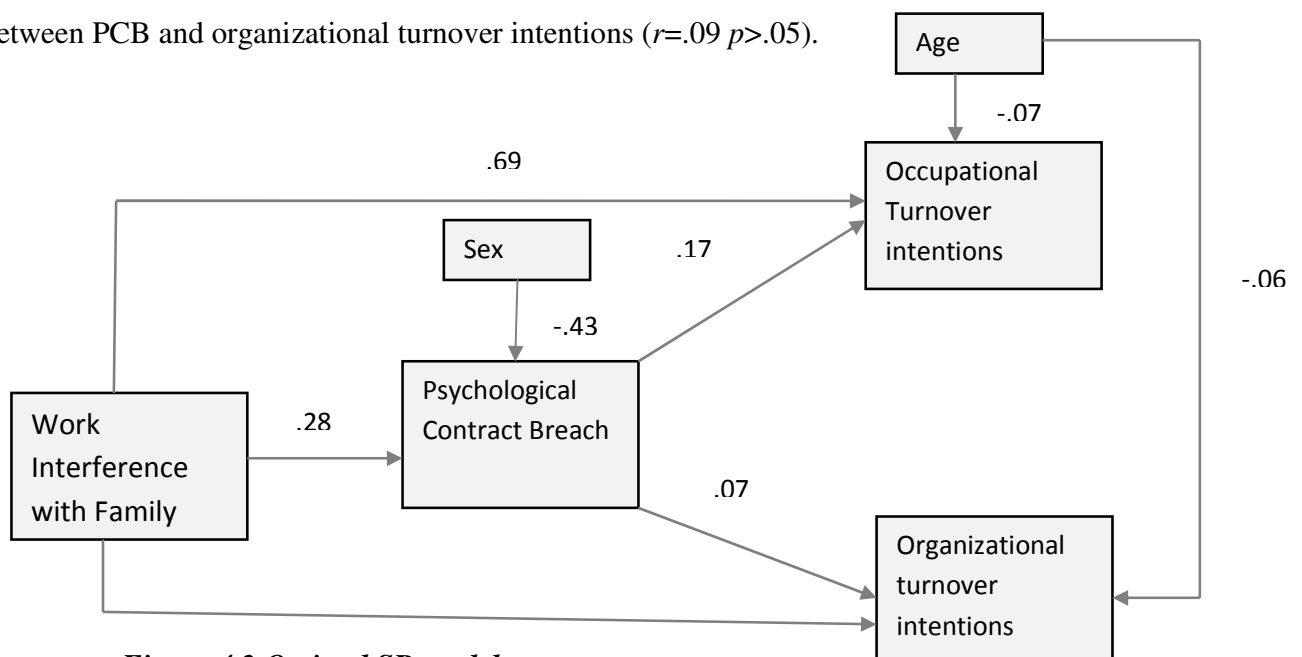 etween PCB and organizational turnover intentions (r=.09 p>.05).
Age
-.07
.69
Occupational
Turnover
intentions
Sex
.17
-.06
-.43
Psychological
Contract Breach
Work
Interference
with Family
.28
.07
Organizational
turnover
intentions